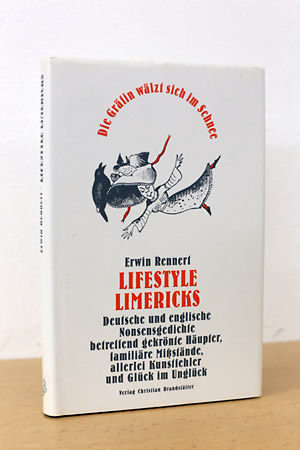 Die Gräfin wälzt sich im Schnee
Erwin Rennert
LIFESTYLE
LIMERICKS
Deutsche und englische
Nonsensgedichte
betreffend gekrönte Häupter,
familiäre Mißstände,
allerlei Kunstfehler
und Glück im Unglück
Verlag Christian Brandstätter
ERWIN RENNERT · LIFESTYLE LIMERICKS